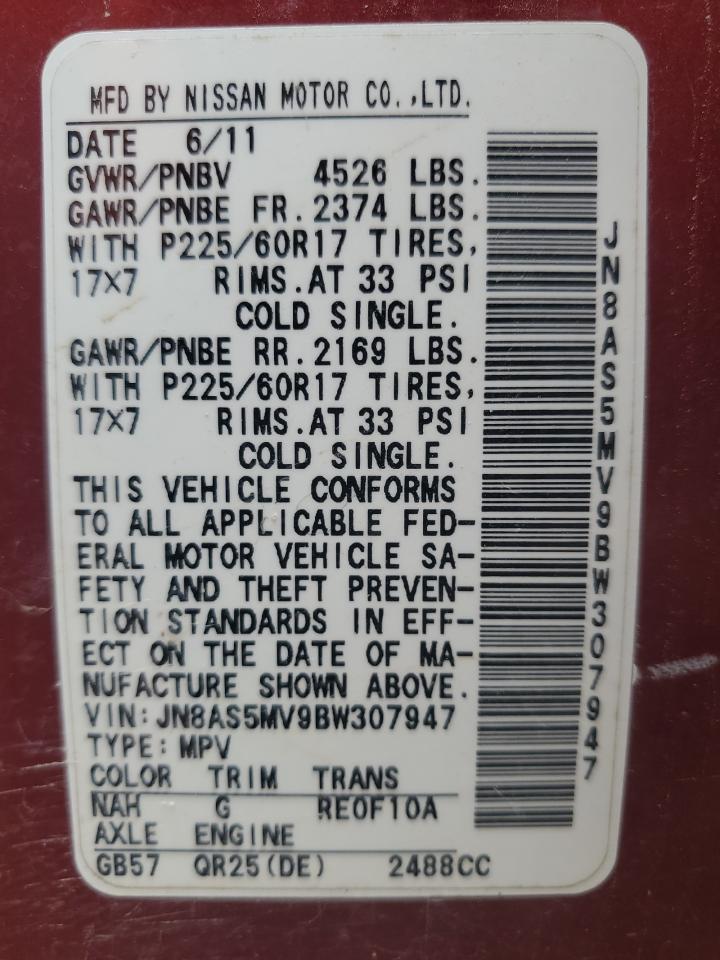 MFD BY NISSAN MOTOR CO.,LTD.
DATE 6/11
GVWR/PNBV 4526 LBS.
GAWR/PNBE FR.2374 LBS.
WITH P225/60R17 TIRES,
17X7 RIMS.AT 33 PSI
COLD SINGLE.
GAWR/PNBE RR.2169 LBS.
WITH P225/60R17 TIRES,
17X7 RIMS.AT 33 PSI
COLD SINGLE.
THIS VEHICLE CONFORMS
TO ALL APPLICABLE FED-
ERAL MOTOR VEHICLE SA-
FETY AND THEFT PREVEN-
TION STANDARDS IN EFF-
ECT ON THE DATE OF MA-
NUFACTURE SHOWN ABOVE.
VIN:JN8AS5MV9BW307947
TYPE:MPV
COLOR TRIM TRANS
NAH G RE0F10A
AXLE ENGINE
GB57 QR25(DE) 2488CC
JN8AS5MV9BW307947